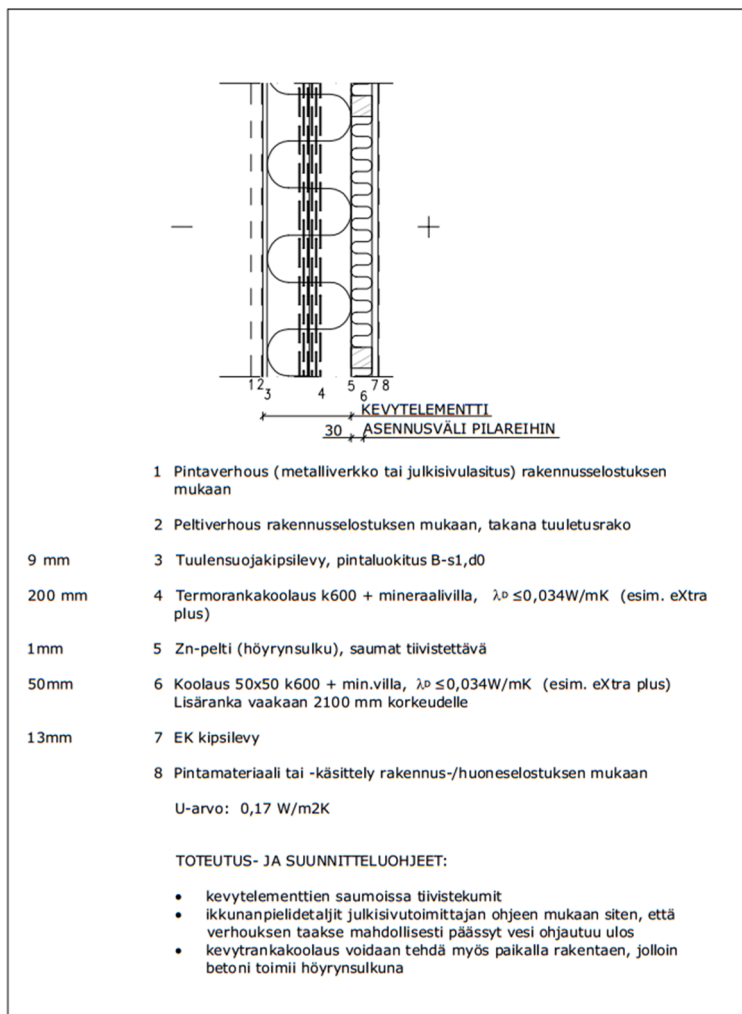 1 2 3 4 5 6 7 8
KEVYTELEMENTTI
30 ASENNUSVÄLI PILAREIHIN
1 Pintaverhous (metalliverkko tai julkisivulasitus) rakennusselostuksen
mukaan
2 Peltiverhous rakennusselostuksen mukaan, takana tuuletusrako
9 mm 3 Tuulensuojakipsilevy, pintaluokitus B-s1,d0
200 mm 4 Termorankakoolaus k600 + mineraalivilla, λD ≤0,034W/mK (esim. eXtra
plus)
1mm 5 Zn-pelti (höyrynsulku), saumat tiivistettävä
50mm 6 Koolaus 50x50 k600 + min.villa, λD ≤0,034W/mK (esim. eXtra plus)
Lisäranka vaakaan 2100 mm korkeudelle
13mm 7 EK kipsilevy
8 Pintamateriaali tai -käsittely rakennus-/huoneselostuksen mukaan
U-arvo: 0,17 W/m2K
TOTEUTUS- JA SUUNNITTELUOHJEET:
• kevytelementtien saumoissa tiivistekumit
• ikkunanpielidetaljit julkisivutoimittajan ohjeen mukaan siten, että
verhouksen taakse mahdollisesti päässyt vesi ohjautuu ulos
• kevytrankakoolaus voidaan tehdä myös paikalla rakentaen, jolloin
betoni toimii höyrynsulkuna